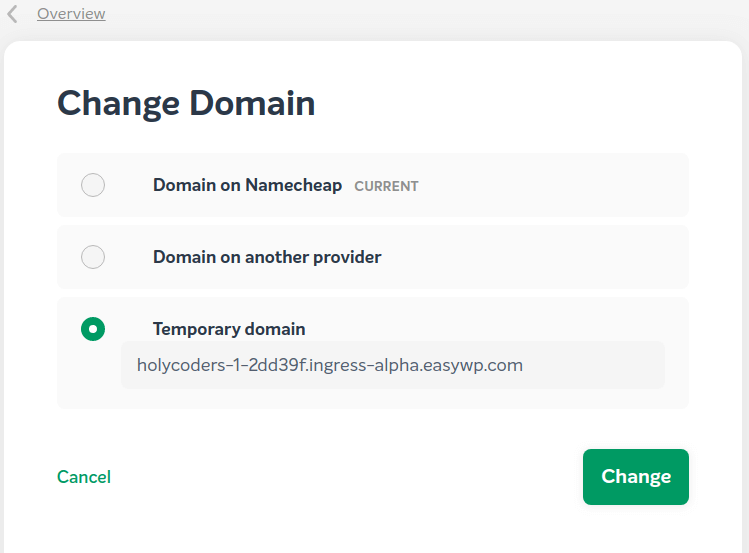 Overview
Change Domain
Domain on Namecheap CURRENT
Domain on another provider
Temporary domain
holycoders-1-2dd39f.ingress-alpha.easywp.com
Cancel
Change